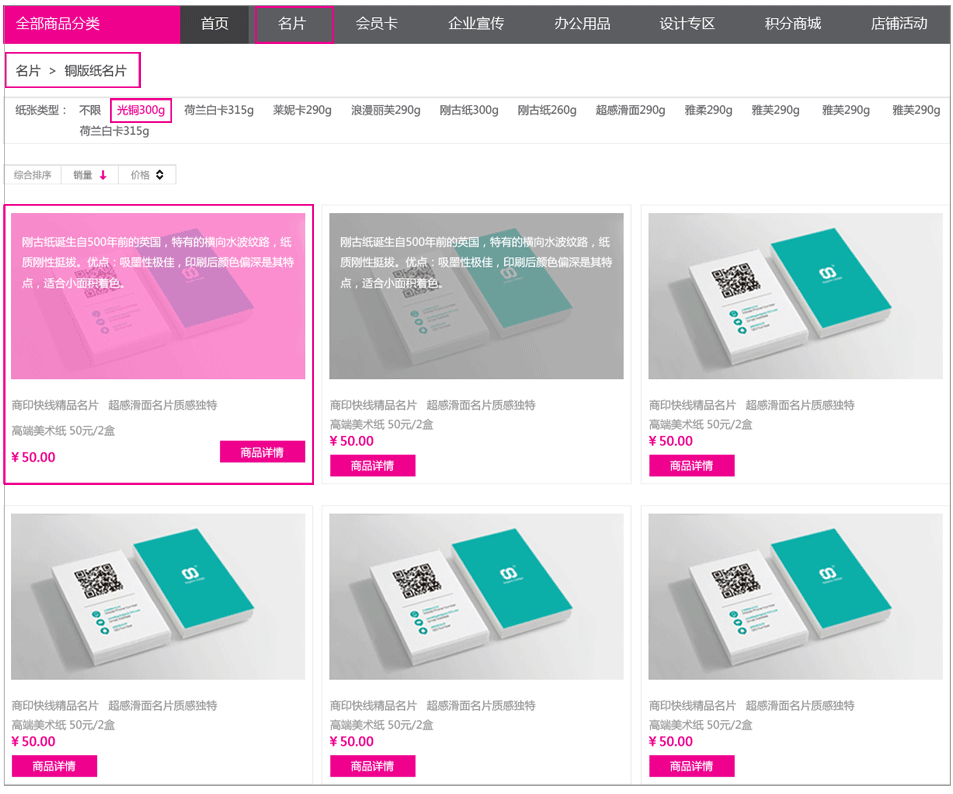 全部商品分类 首页 名片 会员卡 企业宣传 办公用品 设计专区 积分商城 店铺活动
名片 > 铜版纸名片
纸张类型： 不限 光铜300g 荷兰白卡315g 莱妮卡290g 浪漫丽芙290g 刚古纸300g 刚古纸260g 超感滑面290g 雅柔290g 雅芙290g 雅芙290g 雅芙290g
荷兰白卡315g
综合排序 销量 价格
刚古纸诞生自500年前的英国，特有的横向水波纹路，纸
质刚性挺拔。优点：吸墨性极佳，印刷后颜色偏深是其特
点，适合小面积着色。
商印快线精品名片 超感滑面名片质感独特
高端美术纸 50元/2盒
¥ 50.00
商品详情
刚古纸诞生自500年前的英国，特有的横向水波纹路，纸
质刚性挺拔。优点：吸墨性极佳，印刷后颜色偏深是其特
点，适合小面积着色。
商印快线精品名片 超感滑面名片质感独特
高端美术纸 50元/2盒
¥ 50.00
商品详情
商印快线精品名片 超感滑面名片质感独特
高端美术纸 50元/2盒
¥ 50.00
商品详情
商印快线精品名片 超感滑面名片质感独特
高端美术纸 50元/2盒
¥ 50.00
商品详情
商印快线精品名片 超感滑面名片质感独特
高端美术纸 50元/2盒
¥ 50.00
商品详情
商印快线精品名片 超感滑面名片质感独特
高端美术纸 50元/2盒
¥ 50.00
商品详情